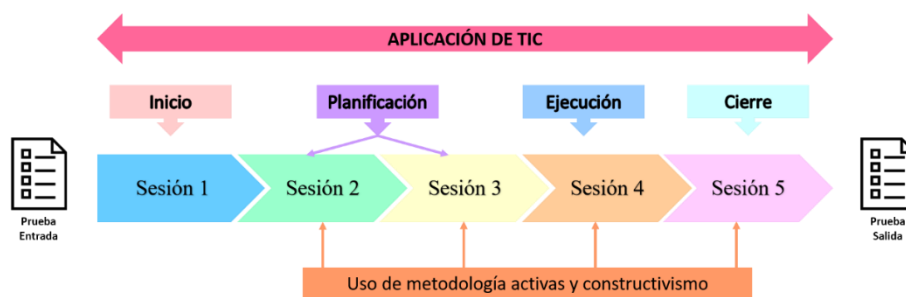 APLICACIÓN DE TIC
Inicio
Planificación
Ejecución
Cierre
Sesión 1
Sesión 2
Sesión 3
Sesión 4
Sesión 5
Prueba
Entrada
Prueba
Salida
Uso de metodología activas y constructivismo